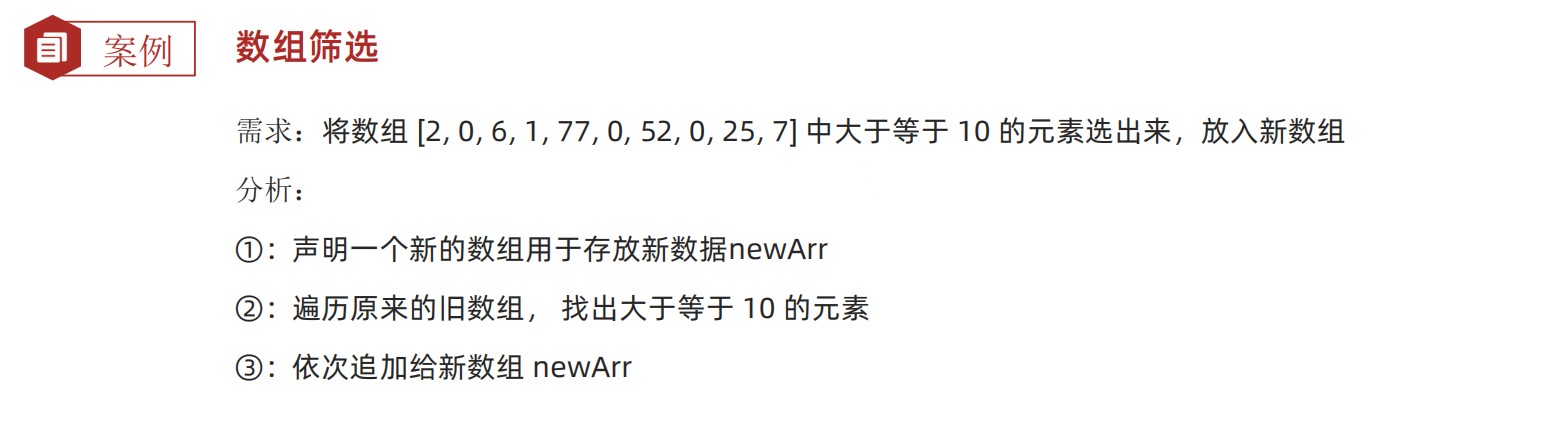 案例 数组筛选
需求：将数组 [2, 0, 6, 1, 77, 0, 52, 0, 25, 7] 中大于等于 10 的元素选出来，放入新数组
分析：
①：声明一个新的数组用于存放新数据newArr
②：遍历原来的旧数组， 找出大于等于 10 的元素
③：依次追加给新数组 newArr